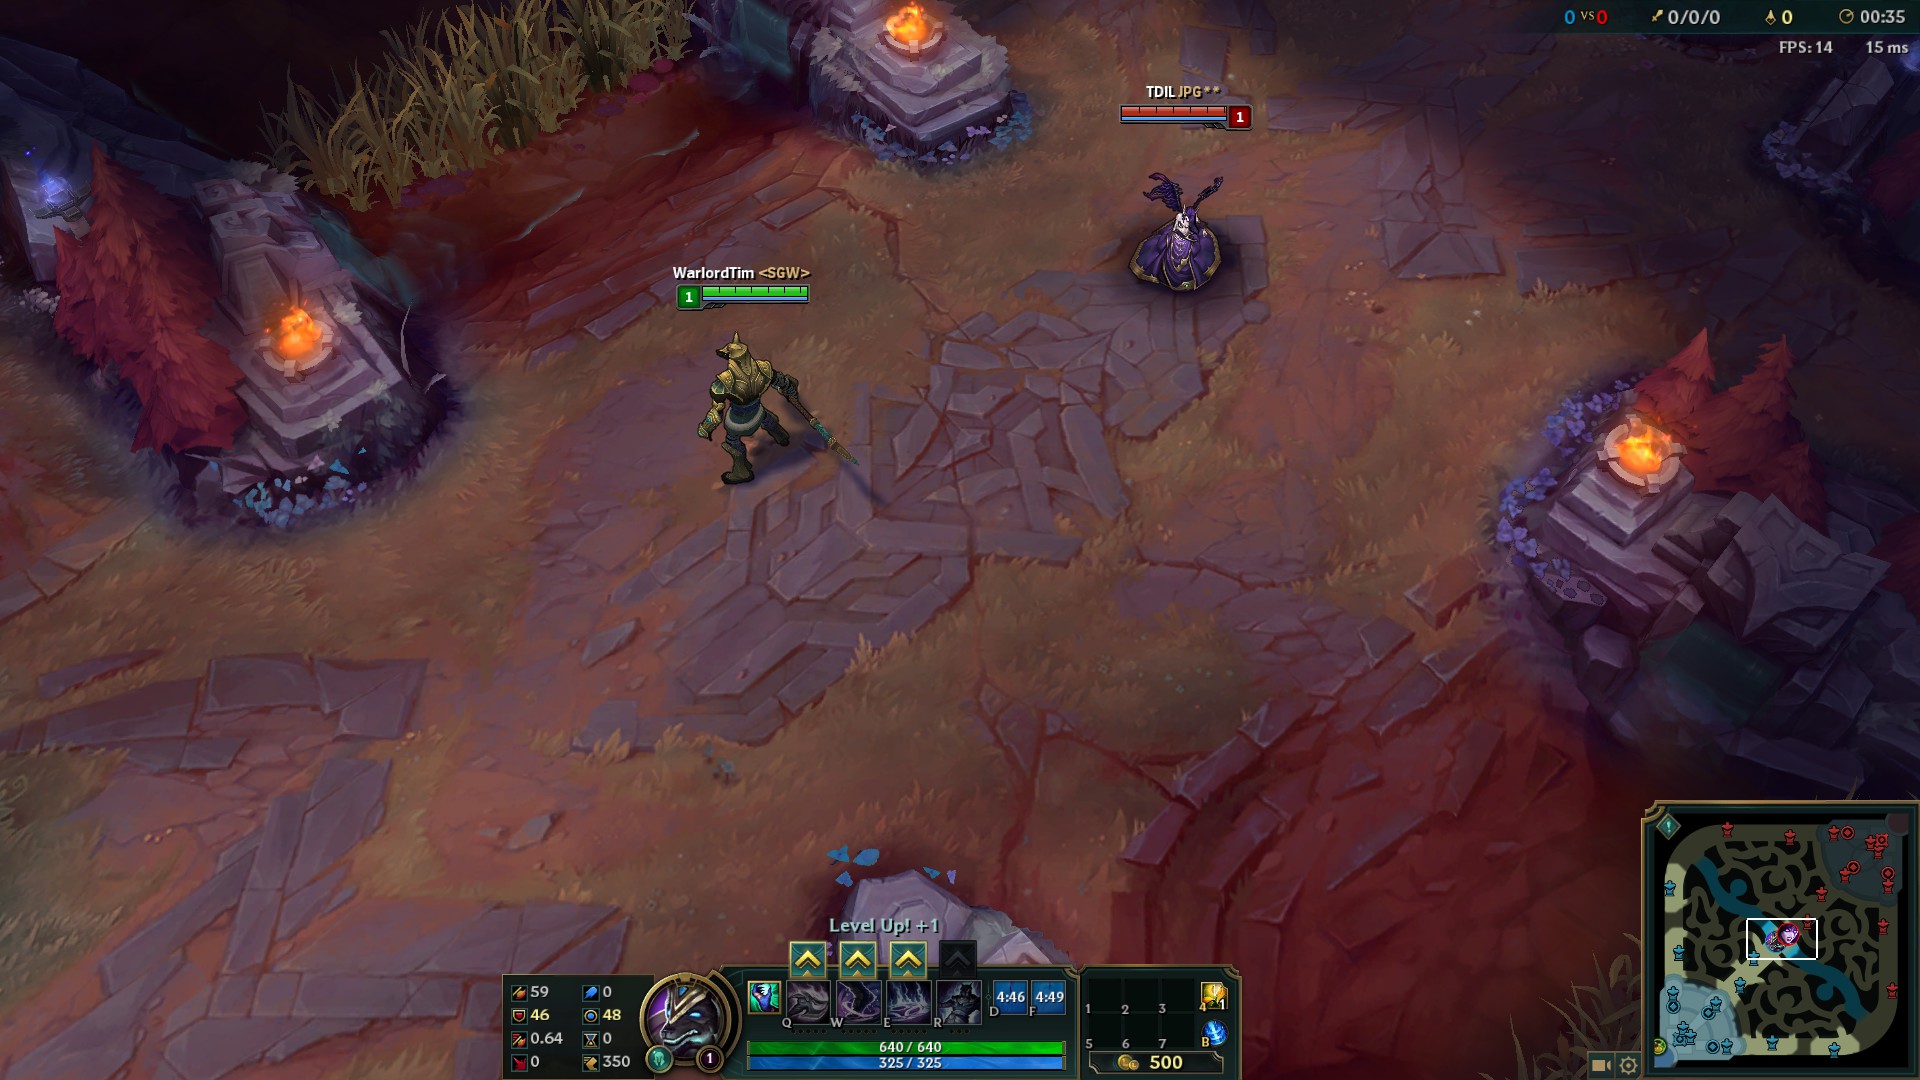 0 vs 0 0/0/0 0 00:35
FPS: 14 15 ms
TDIL JPG**
1
WarlordTim <SGW>
1
Level Up! +1
59 0
46 48
0.64 0
0 350
1
Q W E R
4:46 4:49
D F
640 / 640
325 / 325
1 2 3 4 1
5 6 7 B
500